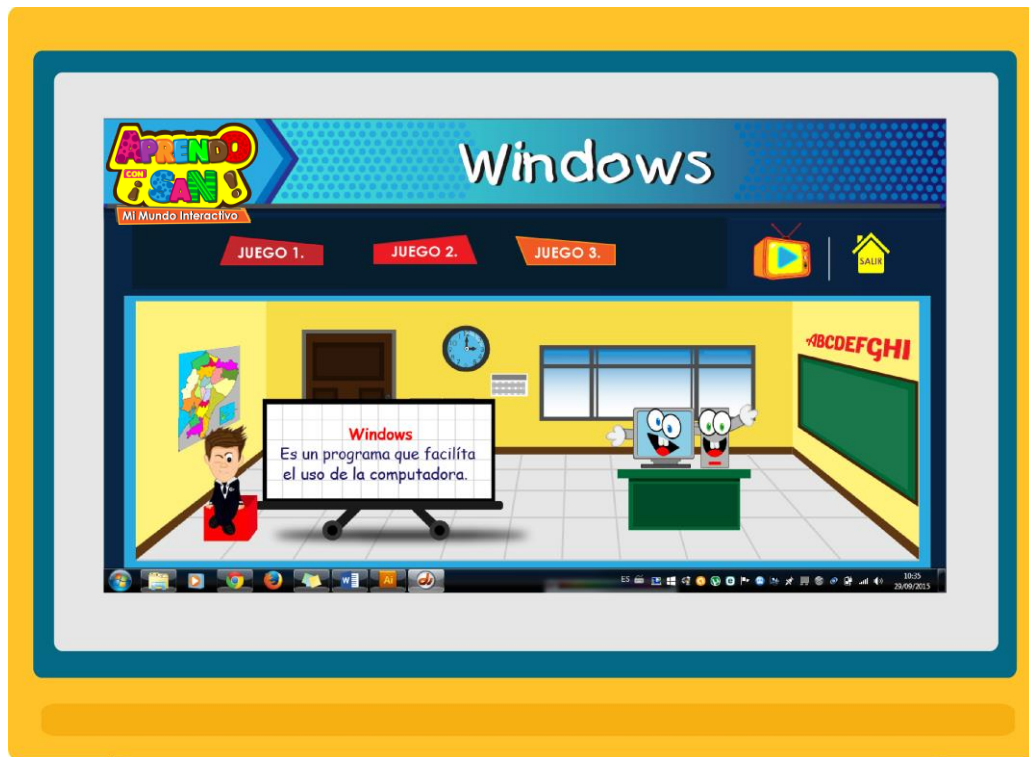 APRENDO
CON
¡SAN!
Mi Mundo Interactivo
Windows
JUEGO 1.
JUEGO 2.
JUEGO 3.
SALIR
ABCDEFGHI
Windows
Es un programa que facilíta
el uso de la computadora.
W
Ai
ES
10:35
29/09/2015